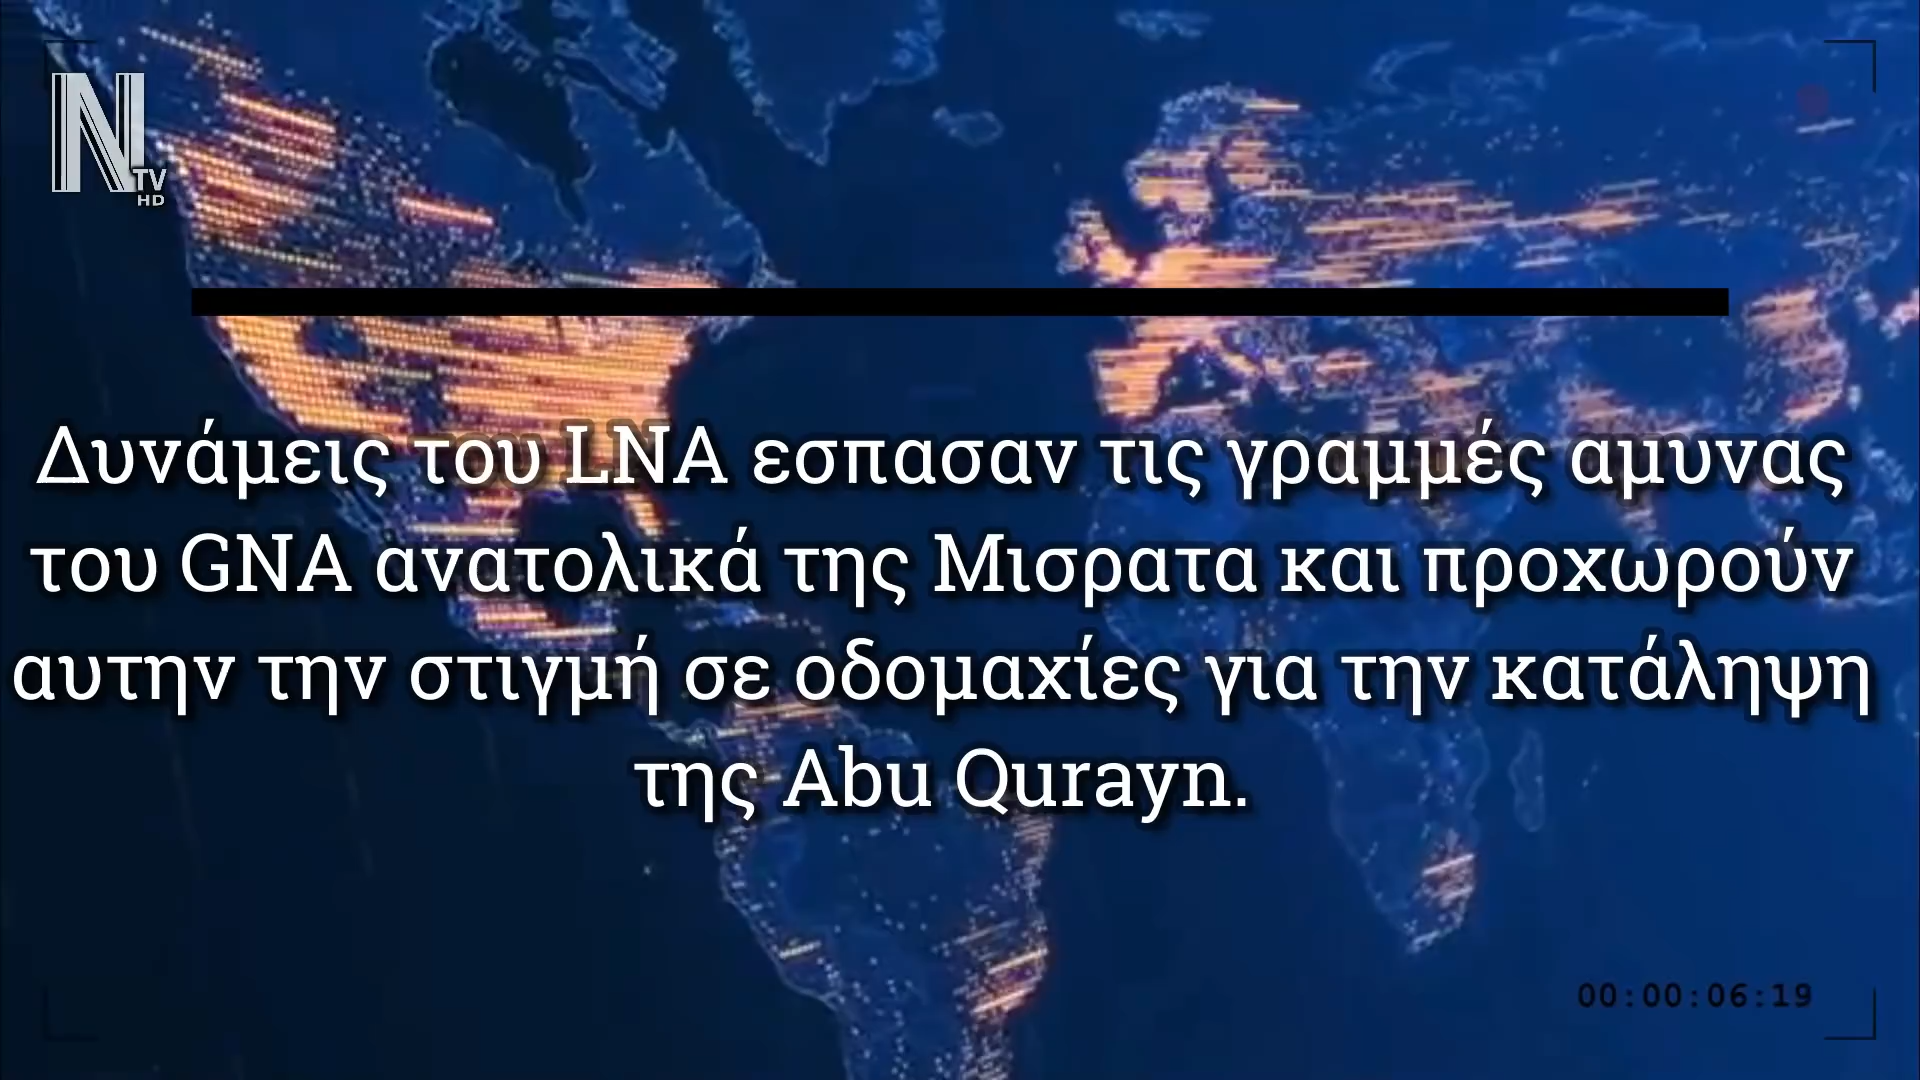 N TV
HD
Δυνάμεις του LNA εσπασαν τις γραμμές αμυνας
του GNA ανατολικά της Μισρατα και προχωρούν
αυτην την στιγμή σε οδομαχίες για την κατάληψη
της Abu Qurayn.
00:00:06:19